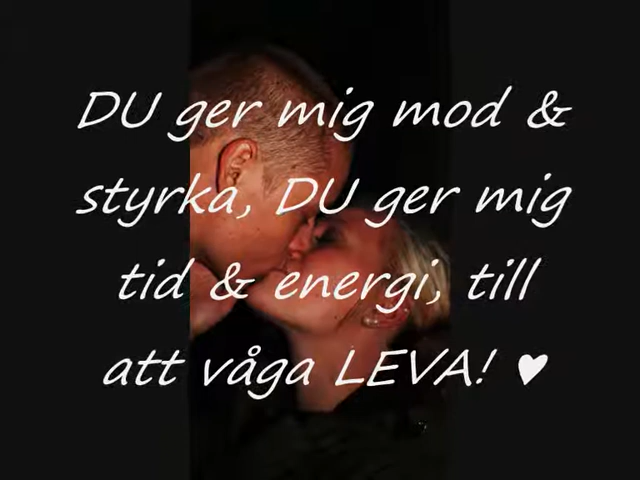 DU ger mig mod &
styrka, DU ger mig
tid & energi, till
att våga LEVA! ♥